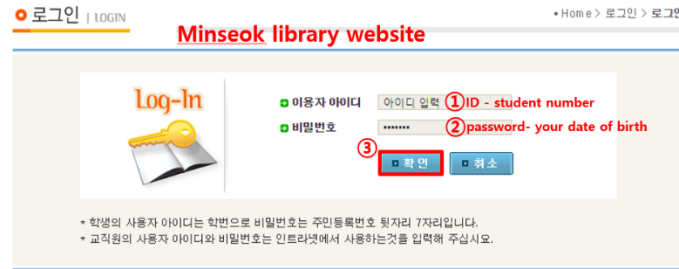 로그인 | LOGIN
Minseok library website
• Home > 로그인 > 로그인
Log-In
이용자 아이디 아이디 입력 ①ID - student number
비밀번호 ••••••• ②password- your date of birth
③
확인 취소
* 학생의 사용자 아이디는 학번으로 비밀번호는 주민등록번호 뒷자리 7자리입니다.
* 교직원의 사용자 아이디와 비밀번호는 인트라넷에서 사용하는것을 입력해 주십시요.